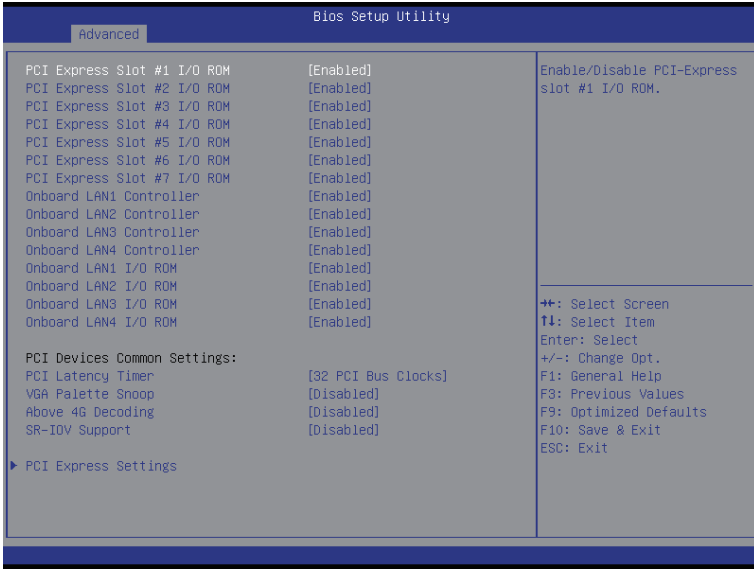 Bios Setup Utility
Advanced
PCI Express Slot #1 I/O ROM [Enabled]
PCI Express Slot #2 I/O ROM [Enabled]
PCI Express Slot #3 I/O ROM [Enabled]
PCI Express Slot #4 I/O ROM [Enabled]
PCI Express Slot #5 I/O ROM [Enabled]
PCI Express Slot #6 I/O ROM [Enabled]
PCI Express Slot #7 I/O ROM [Enabled]
Onboard LAN1 Controller [Enabled]
Onboard LAN2 Controller [Enabled]
Onboard LAN3 Controller [Enabled]
Onboard LAN4 Controller [Enabled]
Onboard LAN1 I/O ROM [Enabled]
Onboard LAN2 I/O ROM [Enabled]
Onboard LAN3 I/O ROM [Enabled]
Onboard LAN4 I/O ROM [Enabled]
PCI Devices Common Settings:
PCI Latency Timer [32 PCI Bus Clocks]
VGA Palette Snoop [Disabled]
Above 4G Decoding [Disabled]
SR-IOV Support [Disabled]
PCI Express Settings
Enable/Disable PCI-Express
slot #1 I/O ROM.
→←: Select Screen
↑↓: Select Item
Enter: Select
+/-: Change Opt.
F1: General Help
F3: Previous Values
F9: Optimized Defaults
F10: Save & Exit
ESC: Exit